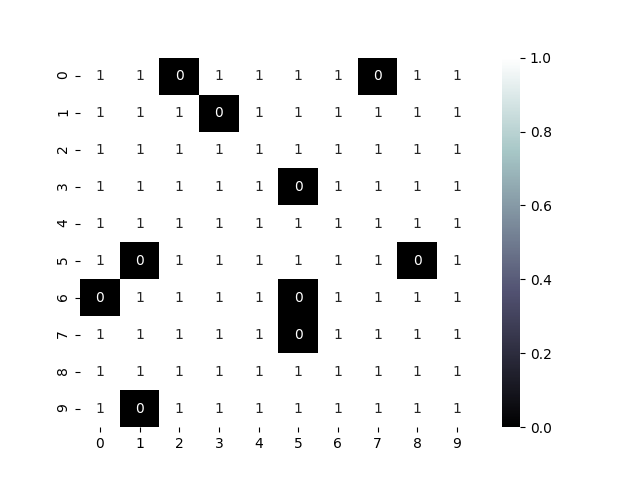 0 1 1 0 1 1 1 1 0 1 1 1.0
1 1 1 1 0 1 1 1 1 1 1 0.8
2 1 1 1 1 1 1 1 1 1 1
3 1 1 1 1 1 0 1 1 1 1 0.6
4 1 1 1 1 1 1 1 1 1 1
5 1 0 1 1 1 1 1 1 0 1 0.4
6 0 1 1 1 1 0 1 1 1 1
7 1 1 1 1 1 0 1 1 1 1 0.2
8 1 1 1 1 1 1 1 1 1 1
9 1 0 1 1 1 1 1 1 1 1 0.0
0 1 2 3 4 5 6 7 8 9